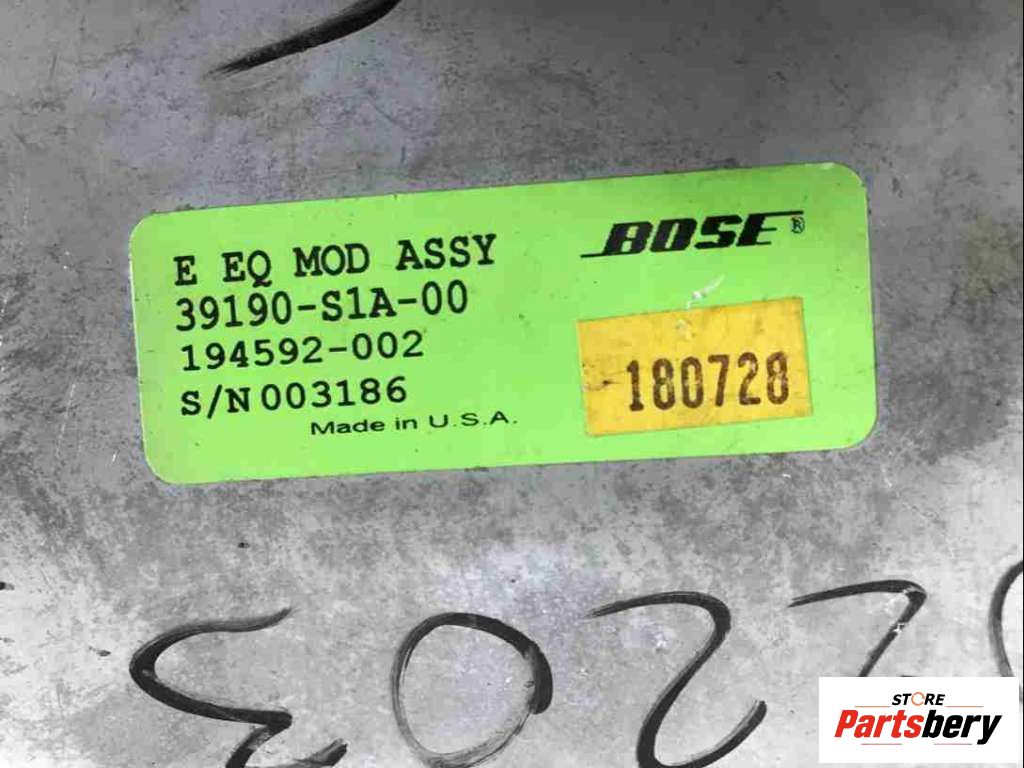 E EQ MOD ASSY
BOSE®
39190-S1A-00
194592-002
180728
S/N 003186
Made in U.S.A.
STORE
Partsbery